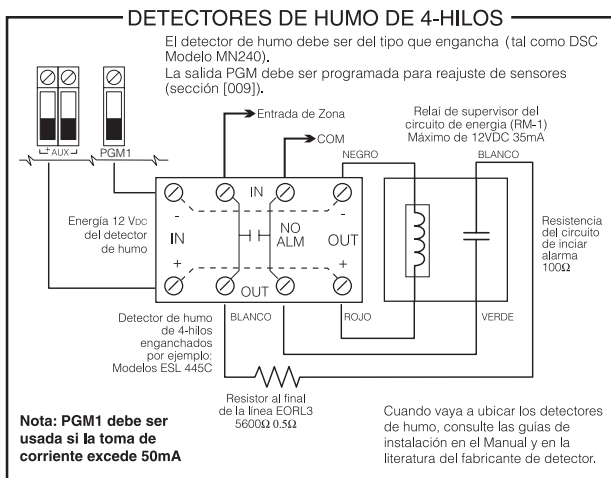 DETECTORES DE HUMO DE 4-HILOS
El detector de humo debe ser del tipo que engancha (tal como DSC
Modelo MN240).
La salida PGM debe ser programada para reajuste de sensores
(sección [009]).
+ AUX -
PGM1
Entrada de Zona
COM
Relaí de supervisor del
circuito de energia (RM-1)
Máximo de 12VDC 35mA
NEGRO
BLANCO
Energía 12 VDC
del detector
de humo
IN
-
-
IN
NO
ALM
OUT
+
+
OUT
Resistencia
del circuito
de inciar
alarma
100Ω
Detector de humo
de 4-hilos
enganchados
por ejemplo:
Modelos ESL 445C
BLANCO
ROJO
VERDE
Resistor al final
de la línea EORL3
5600Ω 0.5Ω
Nota: PGM1 debe ser
usada si la toma de
corriente excede 50mA
Cuando vaya a ubicar los detectores
de humo, consulte las guías de
instalación en el Manual y en la
literatura del fabricante de detector.